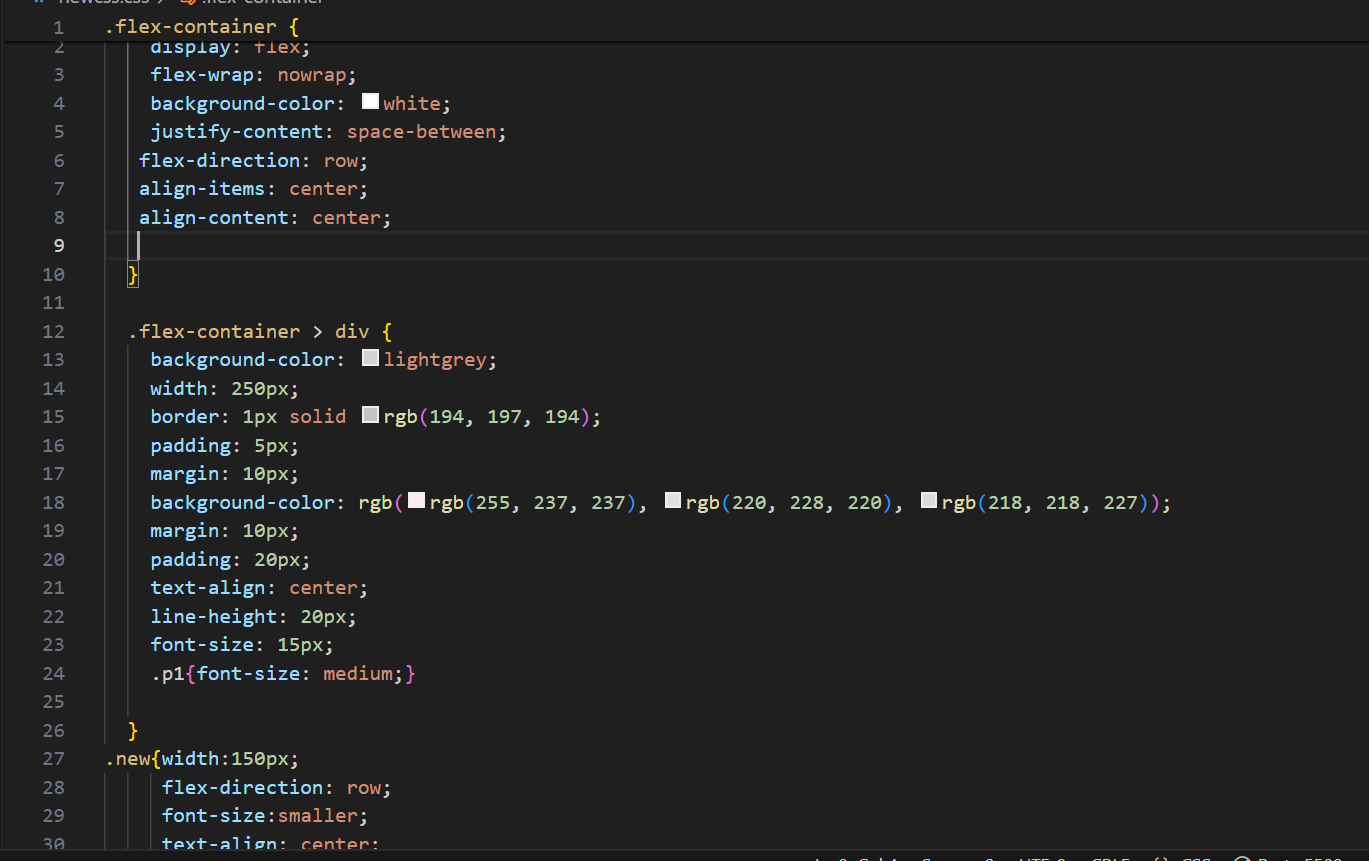 newcss.css > .flex-container
1 .flex-container {
2 display: flex;
3 flex-wrap: nowrap;
4 background-color: white;
5 justify-content: space-between;
6 flex-direction: row;
7 align-items: center;
8 align-content: center;
9
10 }
11
12 .flex-container > div {
13 background-color: lightgrey;
14 width: 250px;
15 border: 1px solid rgb(194, 197, 194);
16 padding: 5px;
17 margin: 10px;
18 background-color: rgb(rgb(255, 237, 237), rgb(220, 228, 220), rgb(218, 218, 227));
19 margin: 10px;
20 padding: 20px;
21 text-align: center;
22 line-height: 20px;
23 font-size: 15px;
24 .p1{font-size: medium;}
25
26 }
27 .new{width:150px;
28 flex-direction: row;
29 font-size:smaller;
30 text-align: center;